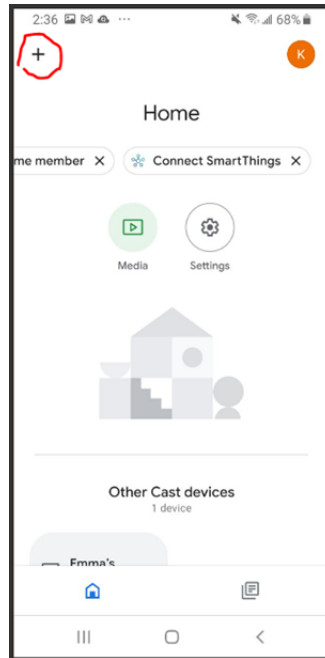 2:36 ... 68%
+ K
Home
me member X Connect SmartThings X
Media Settings
Other Cast devices
1 device
Emma's